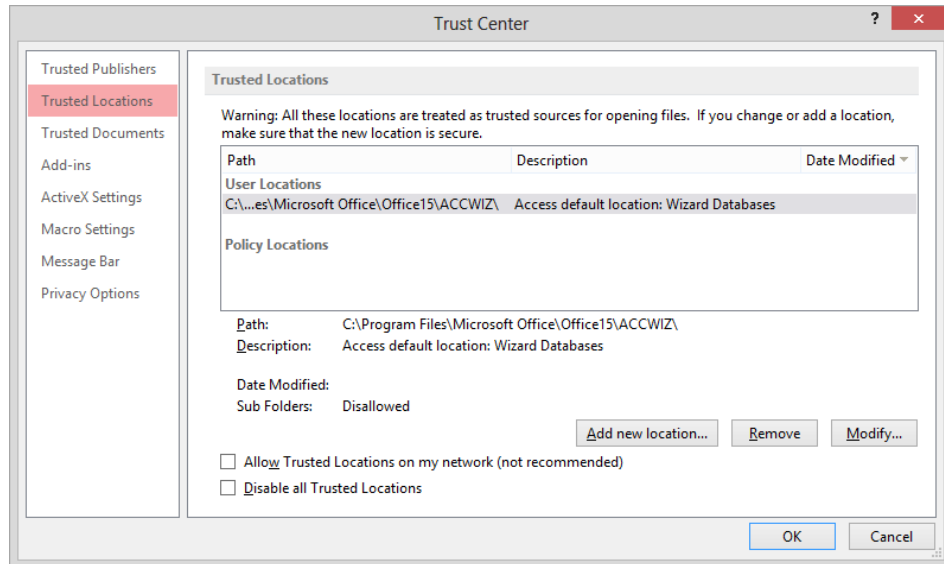 Trust Center
?
Trusted Publishers
Trusted Locations
Trusted Documents
Add-ins
ActiveX Settings
Macro Settings
Message Bar
Privacy Options
Trusted Locations
Warning: All these locations are treated as trusted sources for opening files. If you change or add a location,
make sure that the new location is secure.
Path Description Date Modified
User Locations
C:\...es\Microsoft Office\Office15\ACCWIZ\ Access default location: Wizard Databases
Policy Locations
Path: C:\Program Files\Microsoft Office\Office15\ACCWIZ\
Description: Access default location: Wizard Databases
Date Modified:
Sub Folders: Disallowed
Add new location... Remove Modify...
Allow Trusted Locations on my network (not recommended)
Disable all Trusted Locations
OK Cancel